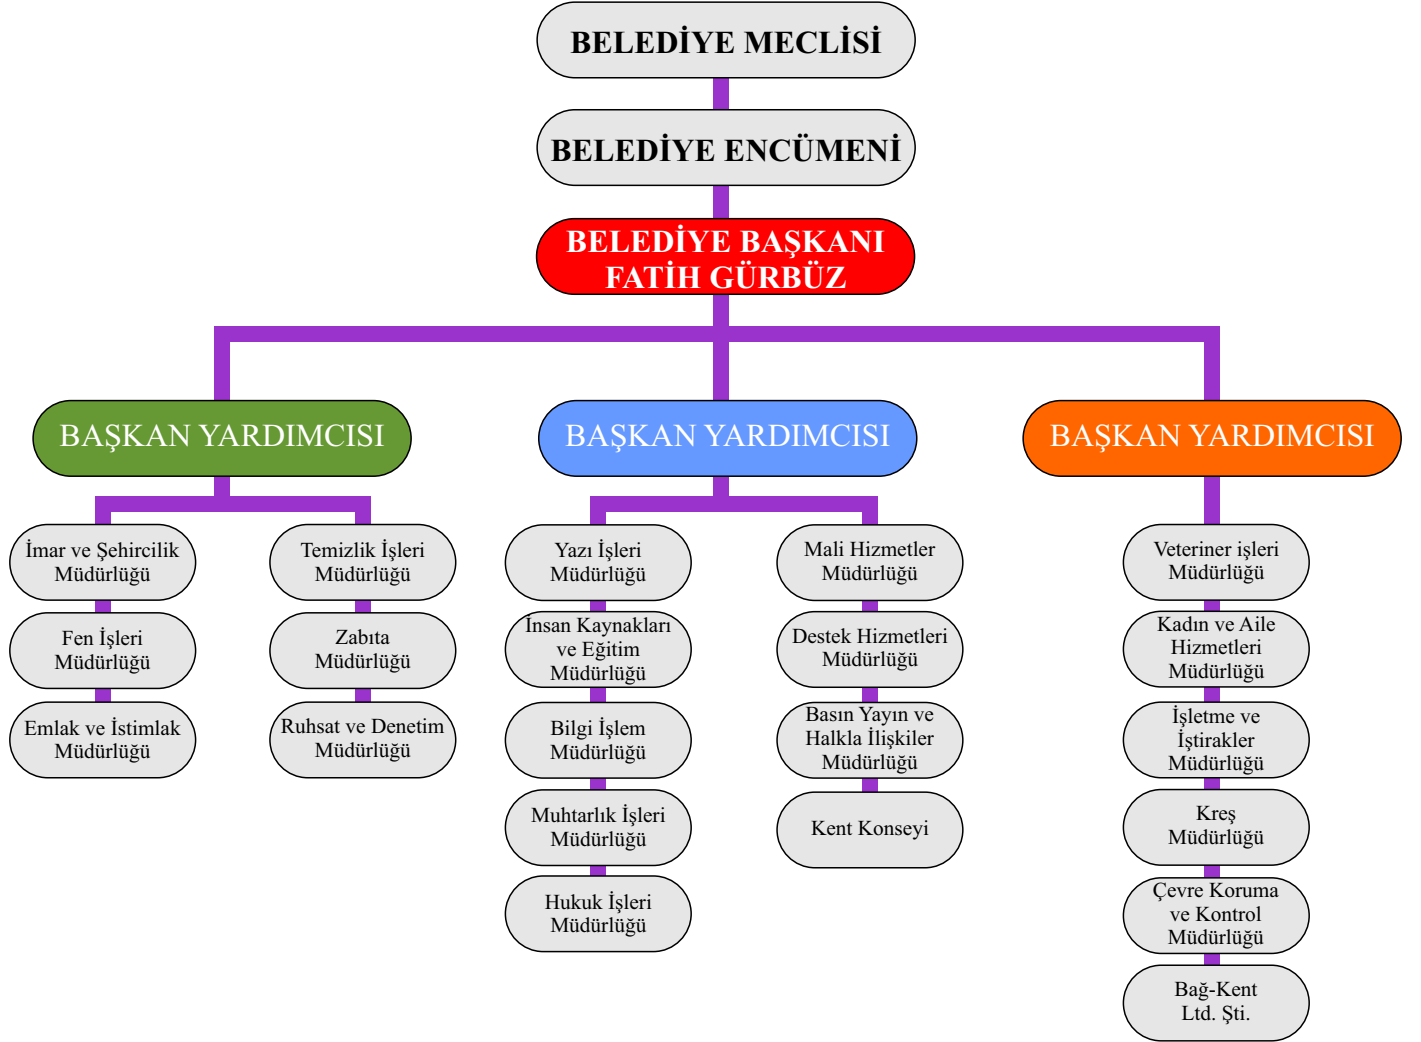 BELEDİYE MECLİSİ
BELEDİYE ENCÜMENİ
BELEDİYE BAŞKANI
FATİH GÜRBÜZ
BAŞKAN YARDIMCISI
İmar ve Şehircilik
Müdürlüğü
Fen İşleri
Müdürlüğü
Emlak ve İstimlak
Müdürlüğü
Temizlik İşleri
Müdürlüğü
Zabıta
Müdürlüğü
Ruhsat ve Denetim
Müdürlüğü
BAŞKAN YARDIMCISI
Yazı İşleri
Müdürlüğü
İnsan Kaynakları
ve Eğitim
Müdürlüğü
Bilgi İşlem
Müdürlüğü
Muhtarlık İşleri
Müdürlüğü
Hukuk İşleri
Müdürlüğü
Mali Hizmetler
Müdürlüğü
Destek Hizmetleri
Müdürlüğü
Basın Yayın ve
Halkla İlişkiler
Müdürlüğü
Kent Konseyi
BAŞKAN YARDIMCISI
Veteriner işleri
Müdürlüğü
Kadın ve Aile
Hizmetleri
Müdürlüğü
İşletme ve
İştirakler
Müdürlüğü
Kreş
Müdürlüğü
Çevre Koruma
ve Kontrol
Müdürlüğü
Bağ-Kent
Ltd. Şti.